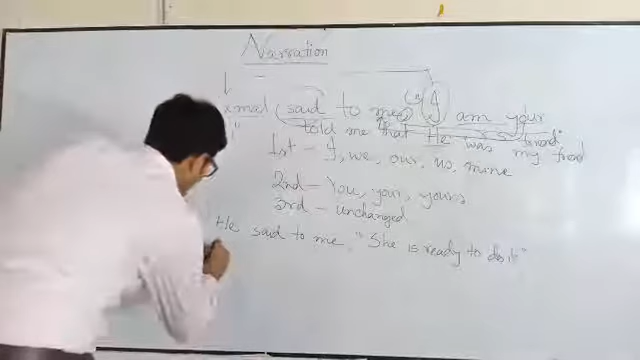 Narration
said to me, "I am your friend"
told me that He was my friend
1st - I, we, our, us, mine
2nd - You, your, yours
3rd - unchanged
He said to me, "She is ready to do it"